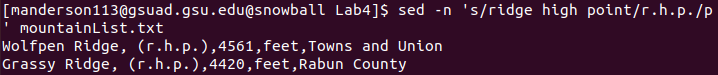 [manderson113@gsuad.gsu.edu@snowball Lab4]$ sed -n 's/ridge high point/r.h.p./p
' mountainList.txt
Wolfpen Ridge, (r.h.p.),4561,feet,Towns and Union
Grassy Ridge, (r.h.p.),4420,feet,Rabun County